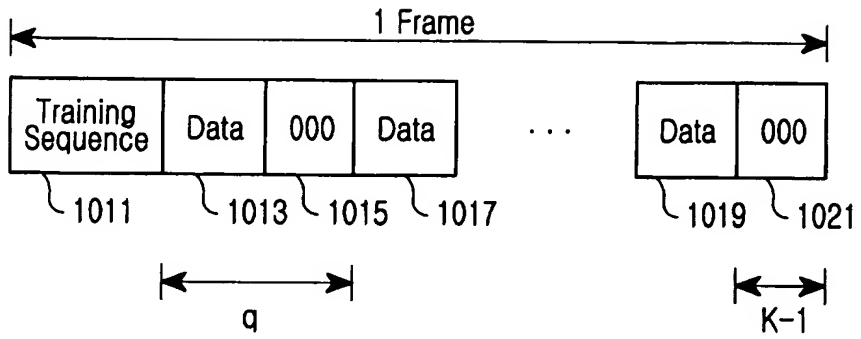 1 Frame
Training
Sequence
Data
000
Data
. . .
Data
000
1011
1013
1015
1017
1019
1021
q
K-1